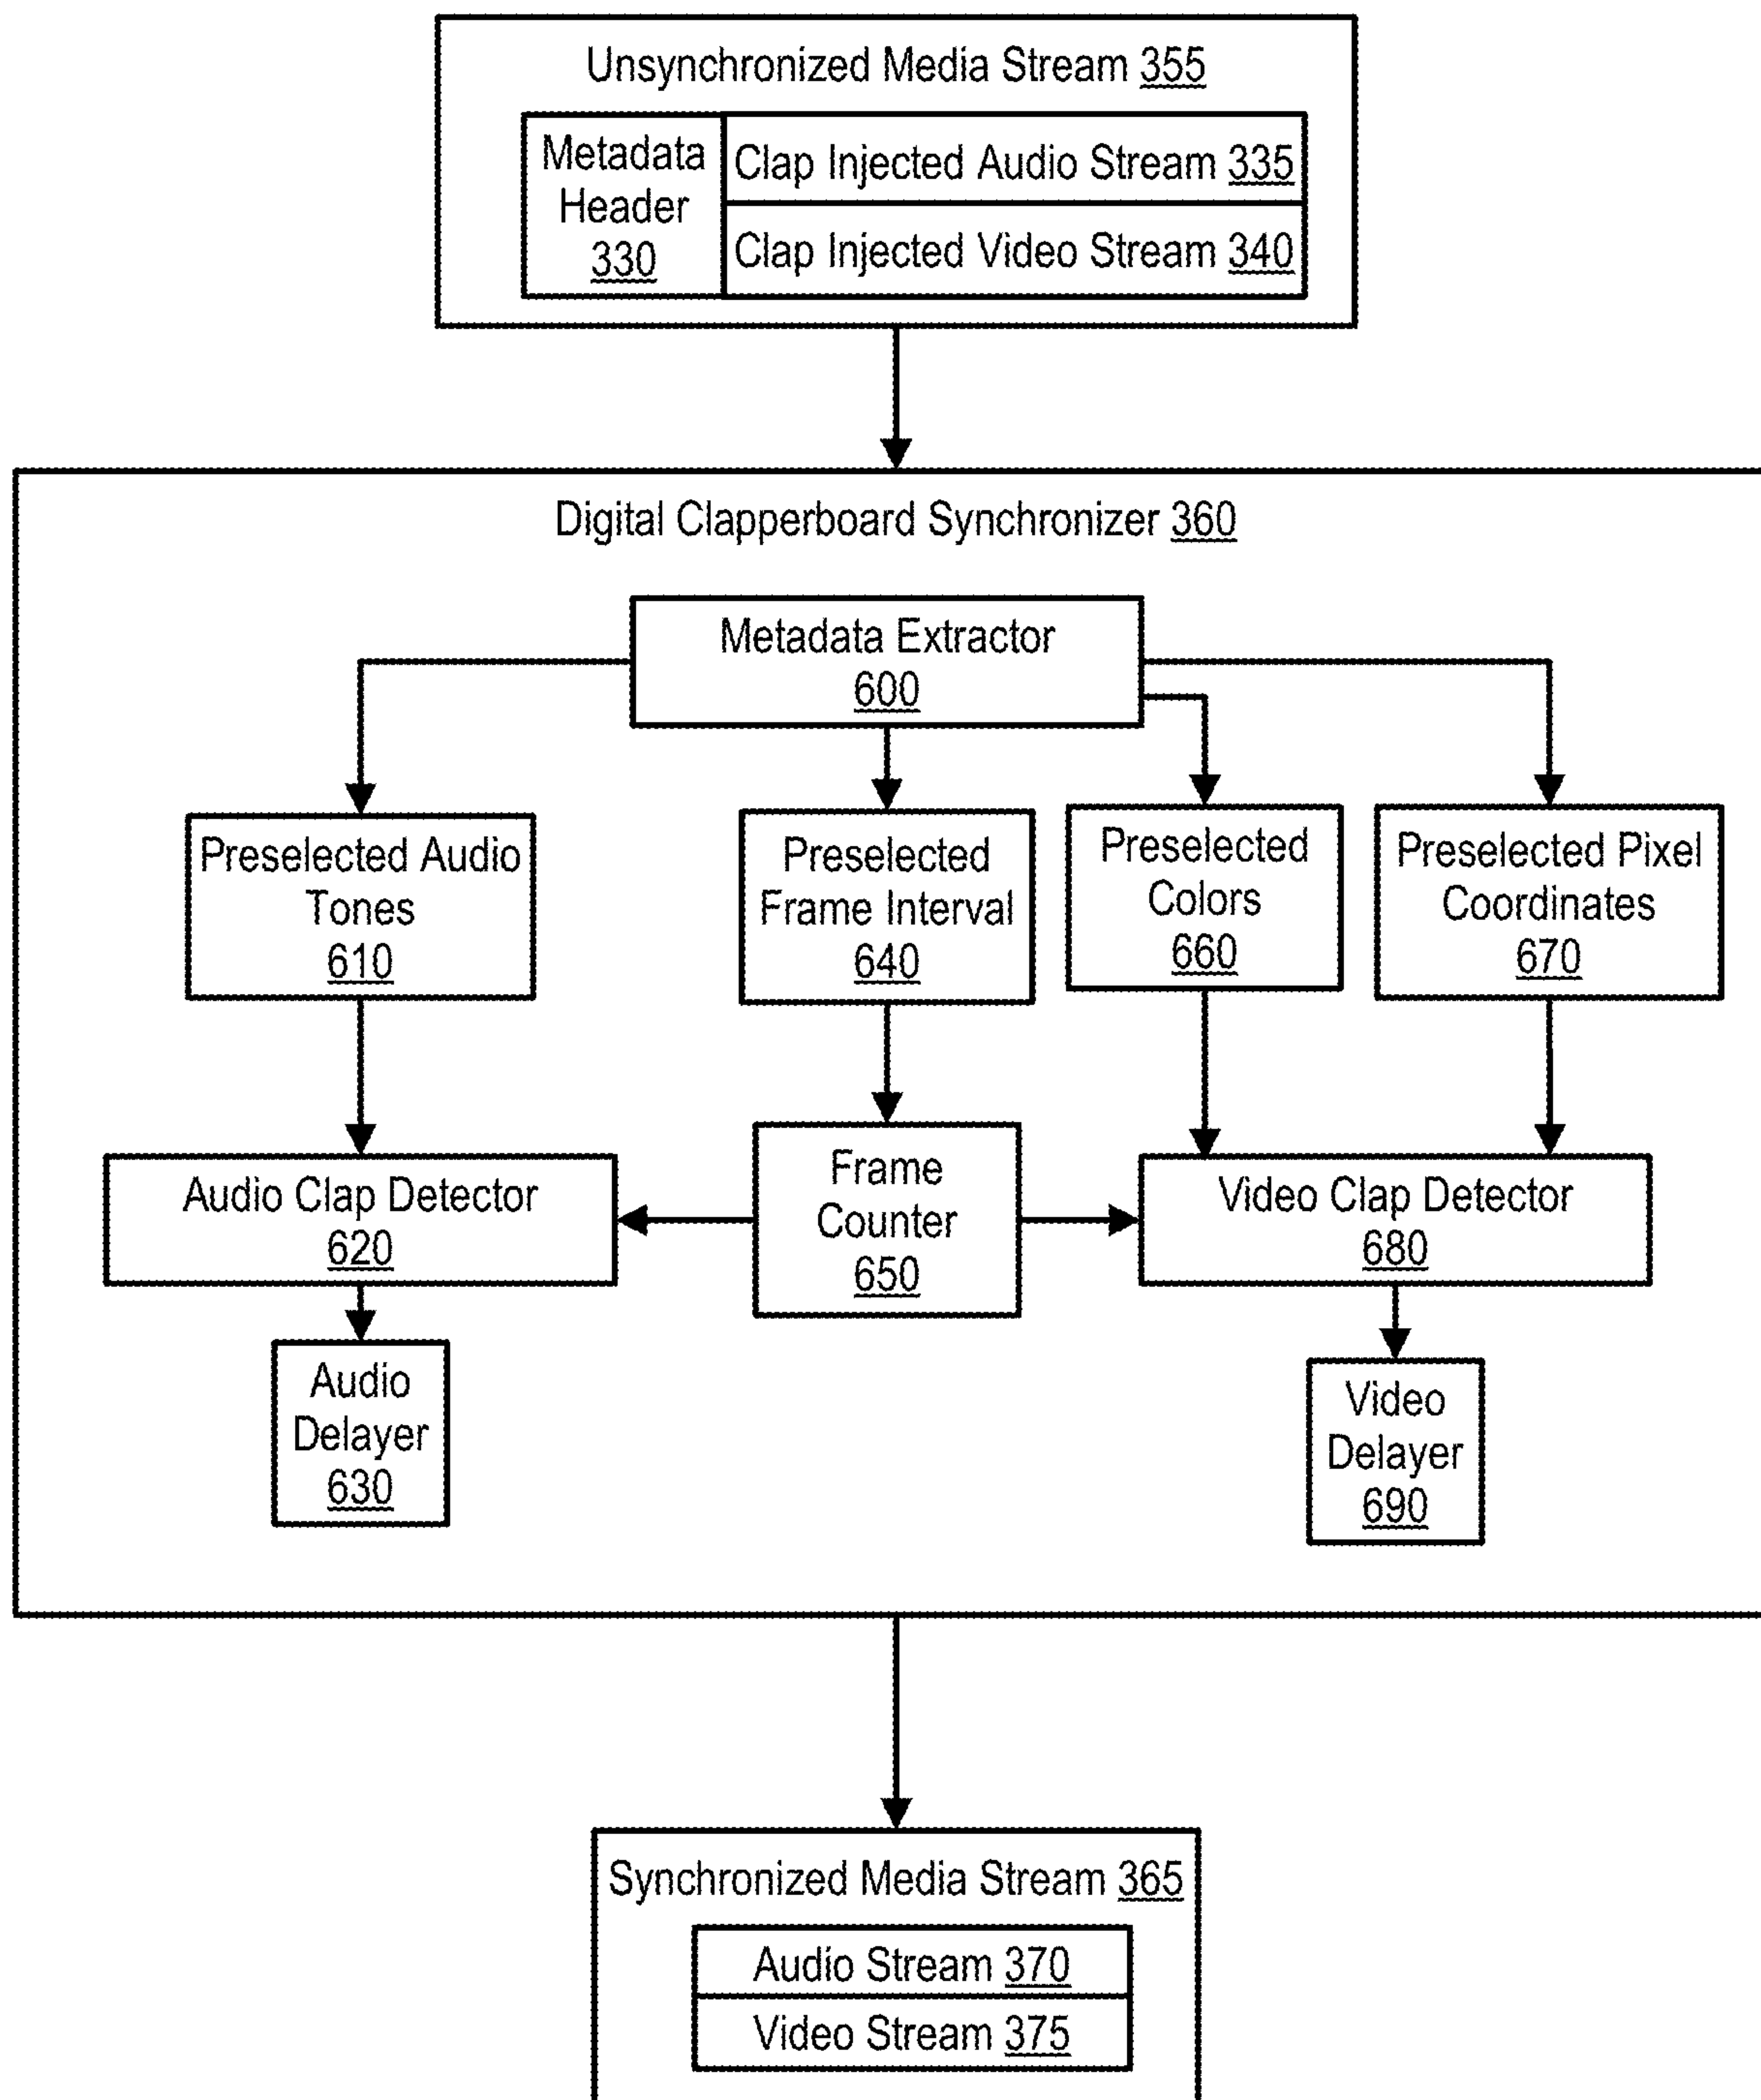 Unsynchronized Media Stream 355
Metadata
Header
330
Clap Injected Audio Stream 335
Clap Injected Video Stream 340
Digital Clapperboard Synchronizer 360
Metadata Extractor
600
Preselected Audio
Tones
610
Preselected
Frame Interval
640
Preselected
Colors
660
Preselected Pixel
Coordinates
670
Audio Clap Detector
620
Frame
Counter
650
Video Clap Detector
680
Audio
Delayer
630
Video
Delayer
690
Synchronized Media Stream 365
Audio Stream 370
Video Stream 375